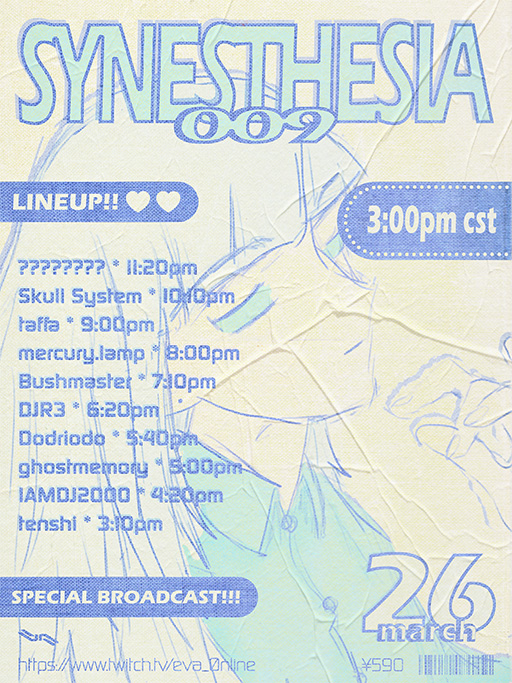 SYNESTHESIA
009
LINEUP!!
3:00pm cst
???????? * 11:20pm
Skull System * 10:10pm
taffa * 9:00pm
mercury.lamp * 8:00pm
Bushmaster * 7:10pm
DJR3 * 6:20pm
Dodriodo * 5:40pm
ghostmemory * 5:00pm
IAMDJ2000 * 4:20pm
tenshi * 3:10pm
SPECIAL BROADCAST!!!
26
march
https://www.twitch.tv/eva_0nline
¥590